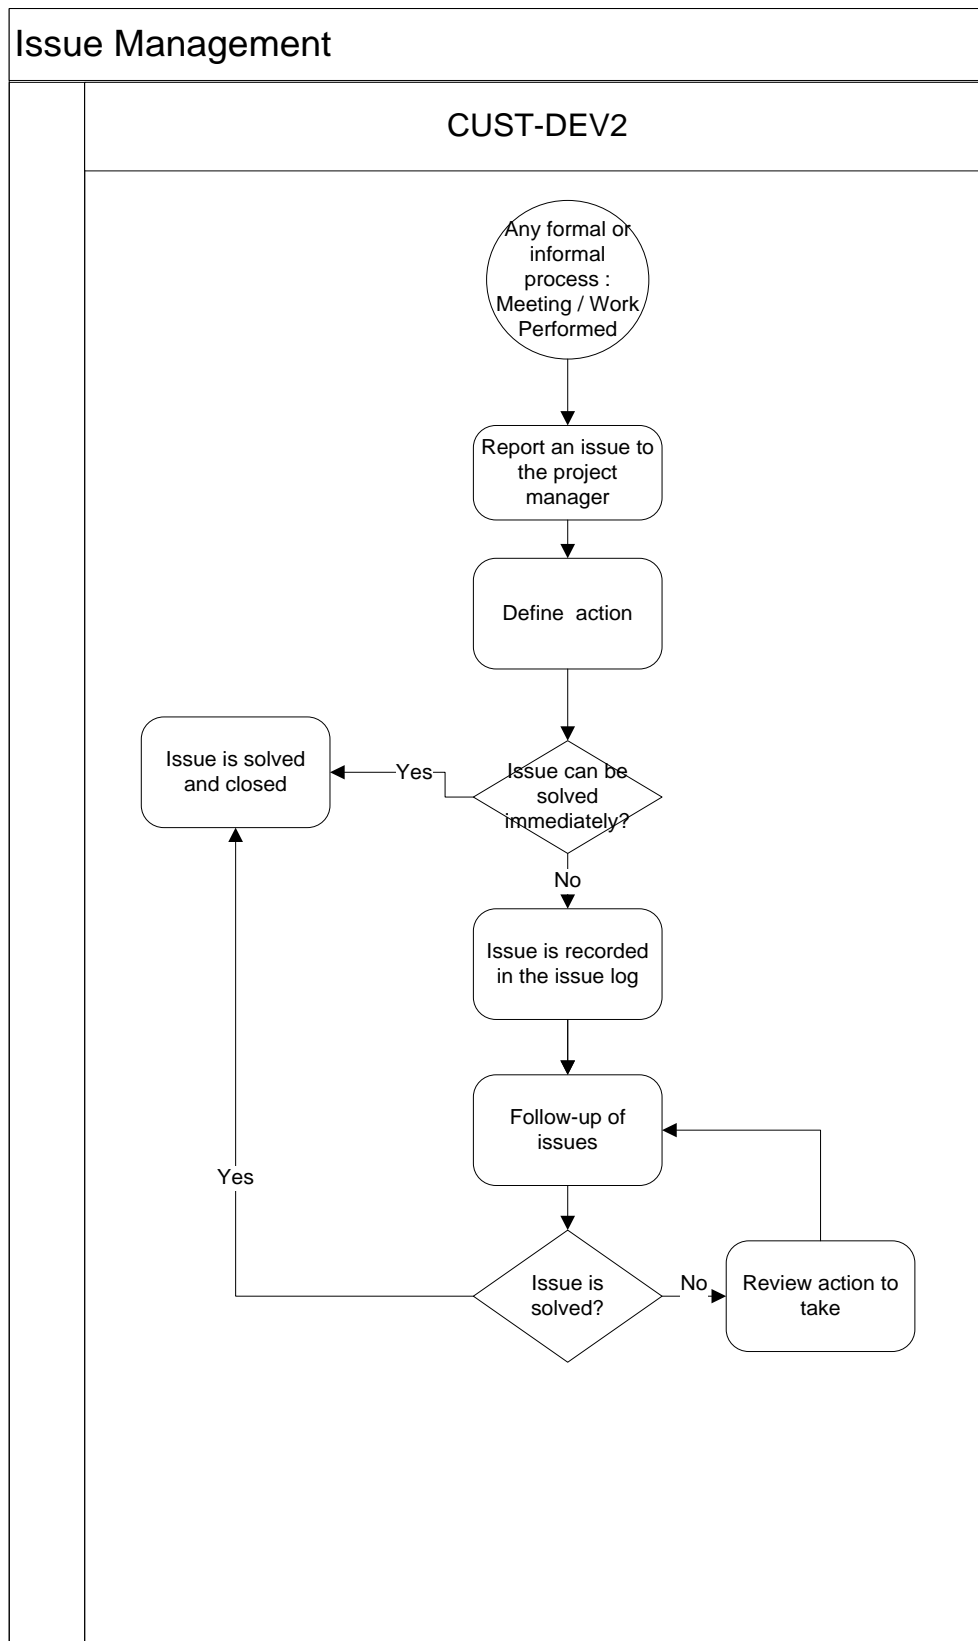 Issue Management
CUST-DEV2
Any formal or
informal
process :
Meeting / Work
Performed
Report an issue to
the project
manager
Define  action
Issue can be
solved
immediately?
Yes
Issue is solved
and closed
No
Issue is recorded
in the issue log
Follow-up of
issues
Yes
Issue is
solved?
No
Review action to
take